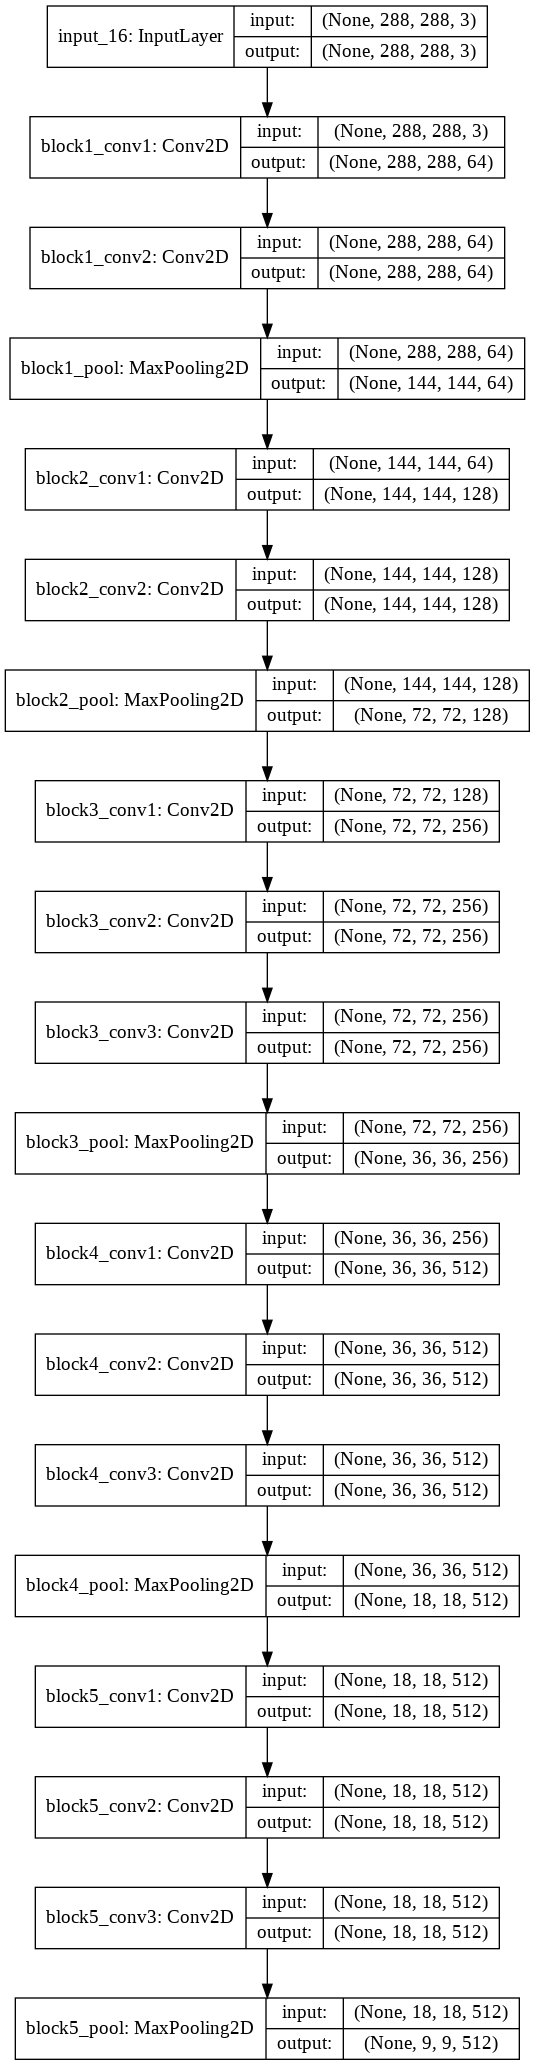 input_16: InputLayer
input: (None, 288, 288, 3)
output: (None, 288, 288, 3)
block1_conv1: Conv2D
input: (None, 288, 288, 3)
output: (None, 288, 288, 64)
block1_conv2: Conv2D
input: (None, 288, 288, 64)
output: (None, 288, 288, 64)
block1_pool: MaxPooling2D
input: (None, 288, 288, 64)
output: (None, 144, 144, 64)
block2_conv1: Conv2D
input: (None, 144, 144, 64)
output: (None, 144, 144, 128)
block2_conv2: Conv2D
input: (None, 144, 144, 128)
output: (None, 144, 144, 128)
block2_pool: MaxPooling2D
input: (None, 144, 144, 128)
output: (None, 72, 72, 128)
block3_conv1: Conv2D
input: (None, 72, 72, 128)
output: (None, 72, 72, 256)
block3_conv2: Conv2D
input: (None, 72, 72, 256)
output: (None, 72, 72, 256)
block3_conv3: Conv2D
input: (None, 72, 72, 256)
output: (None, 72, 72, 256)
block3_pool: MaxPooling2D
input: (None, 72, 72, 256)
output: (None, 36, 36, 256)
block4_conv1: Conv2D
input: (None, 36, 36, 256)
output: (None, 36, 36, 512)
block4_conv2: Conv2D
input: (None, 36, 36, 512)
output: (None, 36, 36, 512)
block4_conv3: Conv2D
input: (None, 36, 36, 512)
output: (None, 36, 36, 512)
block4_pool: MaxPooling2D
input: (None, 36, 36, 512)
output: (None, 18, 18, 512)
block5_conv1: Conv2D
input: (None, 18, 18, 512)
output: (None, 18, 18, 512)
block5_conv2: Conv2D
input: (None, 18, 18, 512)
output: (None, 18, 18, 512)
block5_conv3: Conv2D
input: (None, 18, 18, 512)
output: (None, 18, 18, 512)
block5_pool: MaxPooling2D
input: (None, 18, 18, 512)
output: (None, 9, 9, 512)